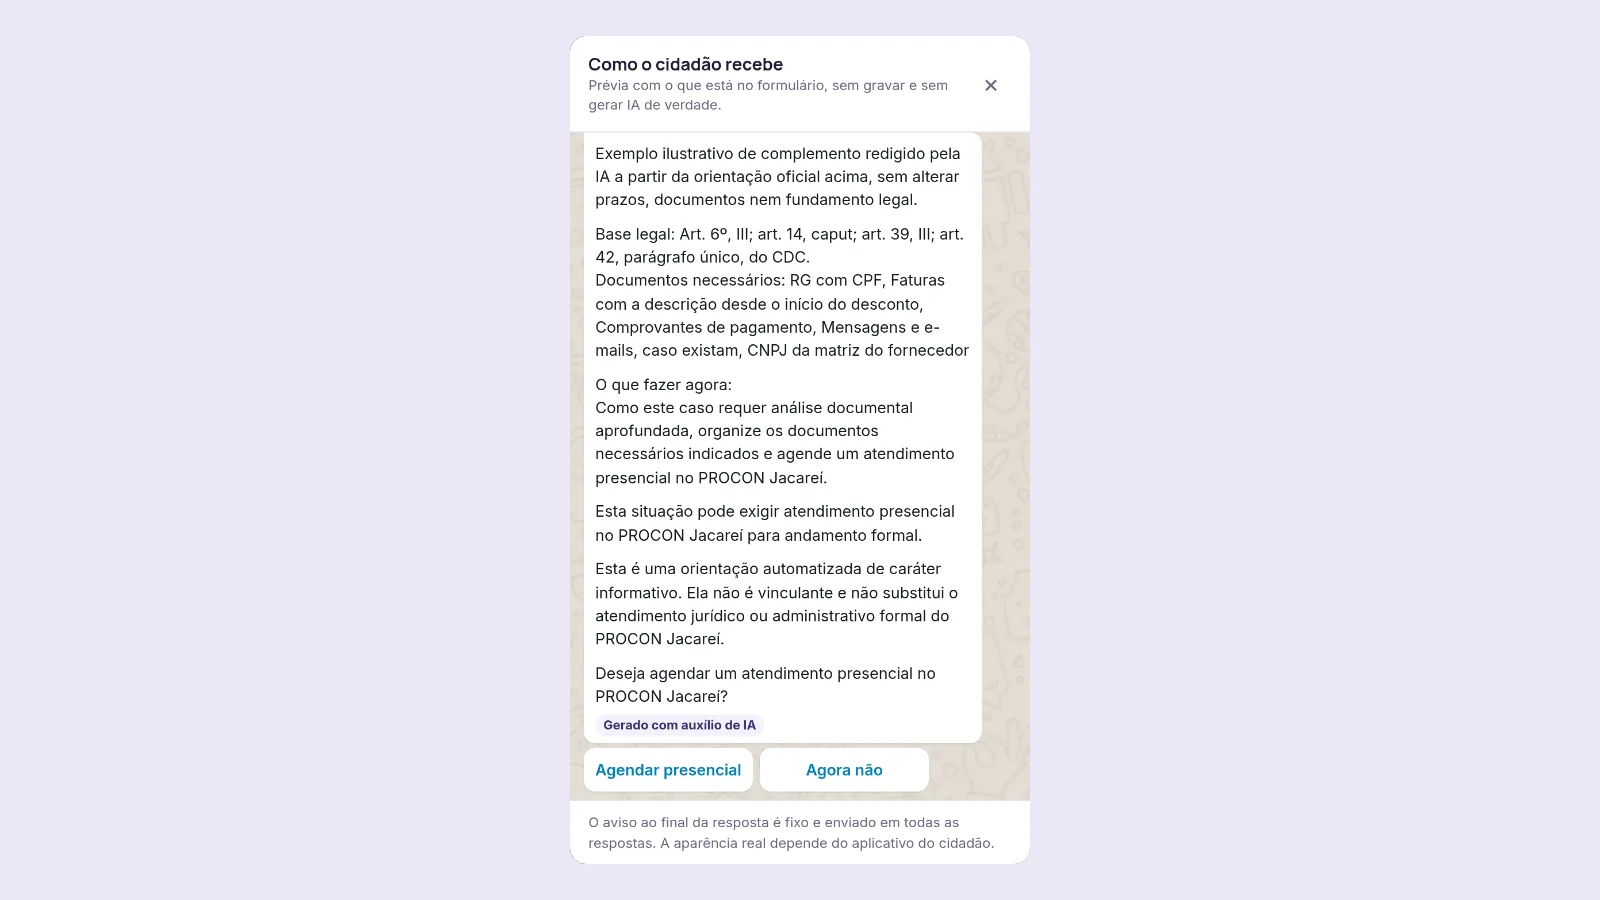 Como o cidadão recebe
Prévia com o que está no formulário, sem gravar e sem
gerar IA de verdade.
Exemplo ilustrativo de complemento redigido pela
IA a partir da orientação oficial acima, sem alterar
prazos, documentos nem fundamento legal.
Base legal: Art. 6º, III; art. 14, caput; art. 39, III; art.
42, parágrafo único, do CDC.
Documentos necessários: RG com CPF, Faturas
com a descrição desde o início do desconto,
Comprovantes de pagamento, Mensagens e e-
mails, caso existam, CNPJ da matriz do fornecedor
O que fazer agora:
Como este caso requer análise documental
aprofundada, organize os documentos
necessários indicados e agende um atendimento
presencial no PROCON Jacareí.
Esta situação pode exigir atendimento presencial
no PROCON Jacareí para andamento formal.
Esta é uma orientação automatizada de caráter
informativo. Ela não é vinculante e não substitui o
atendimento jurídico ou administrativo formal do
PROCON Jacareí.
Deseja agendar um atendimento presencial no
PROCON Jacareí?
Gerado com auxílio de IA
Agendar presencial
Agora não
O aviso ao final da resposta é fixo e enviado em todas as
respostas. A aparência real depende do aplicativo do cidadão.